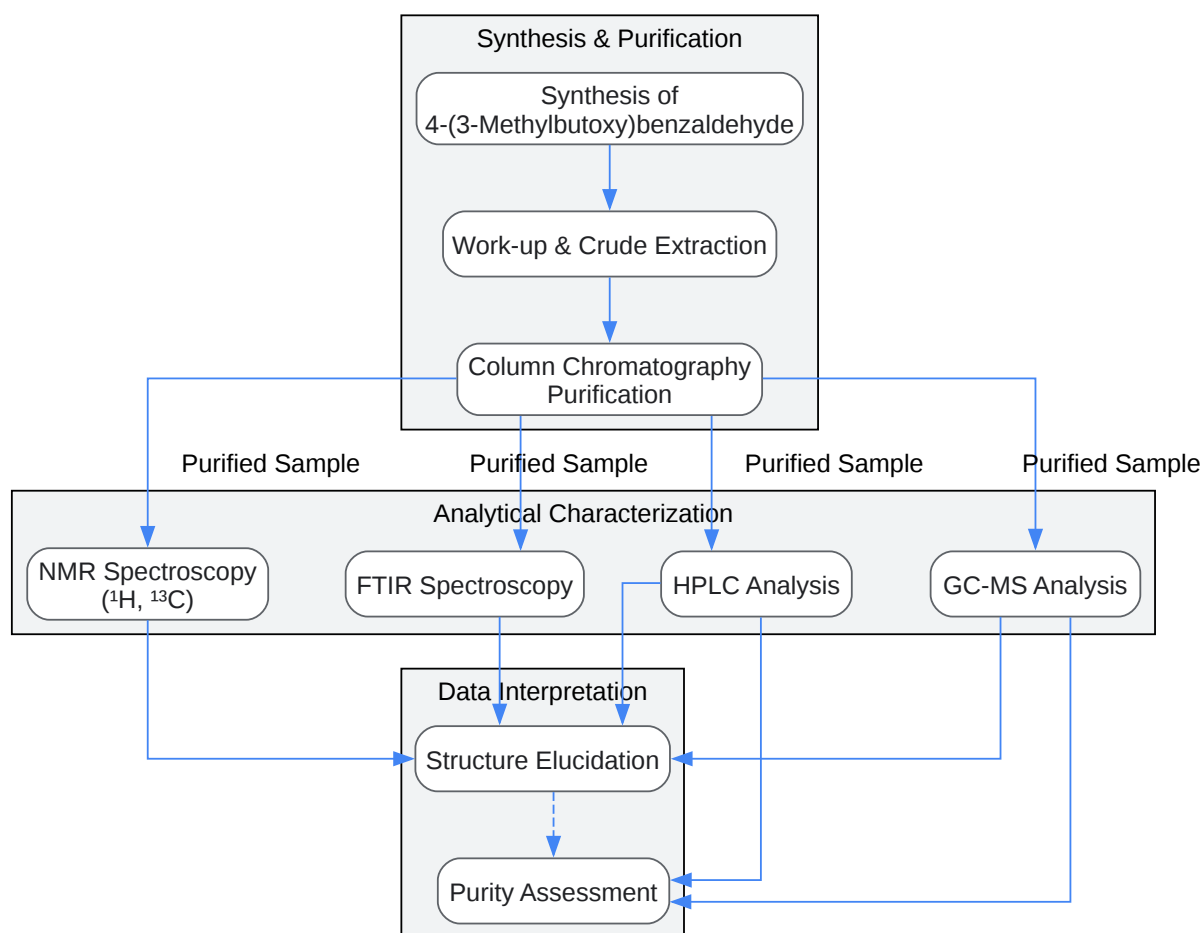 Synthesis & Purification
Synthesis of
4-(3-Methylbutoxy)benzaldehyde
Work-up & Crude Extraction
Column Chromatography
Purification
Purified Sample
Purified Sample
Purified Sample
Purified Sample
Analytical Characterization
NMR Spectroscopy
(¹H, ¹³C)
FTIR Spectroscopy
HPLC Analysis
GC-MS Analysis
Data Interpretation
Structure Elucidation
Purity Assessment